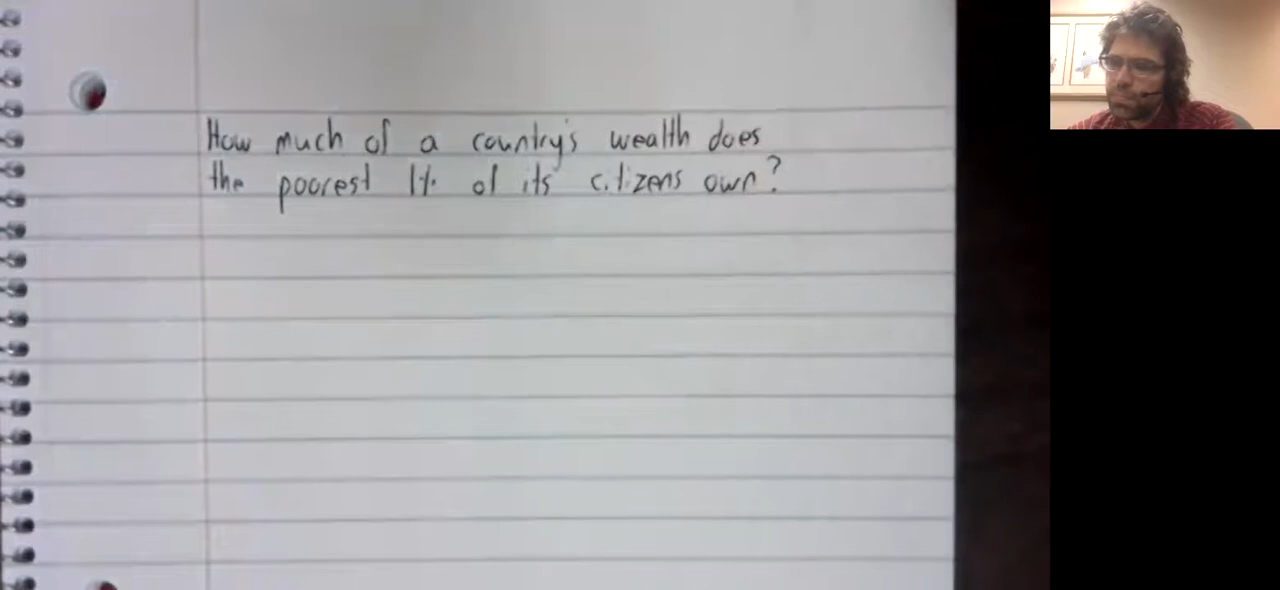 How much of a country's wealth does
the poorest 1% of its citizens own?